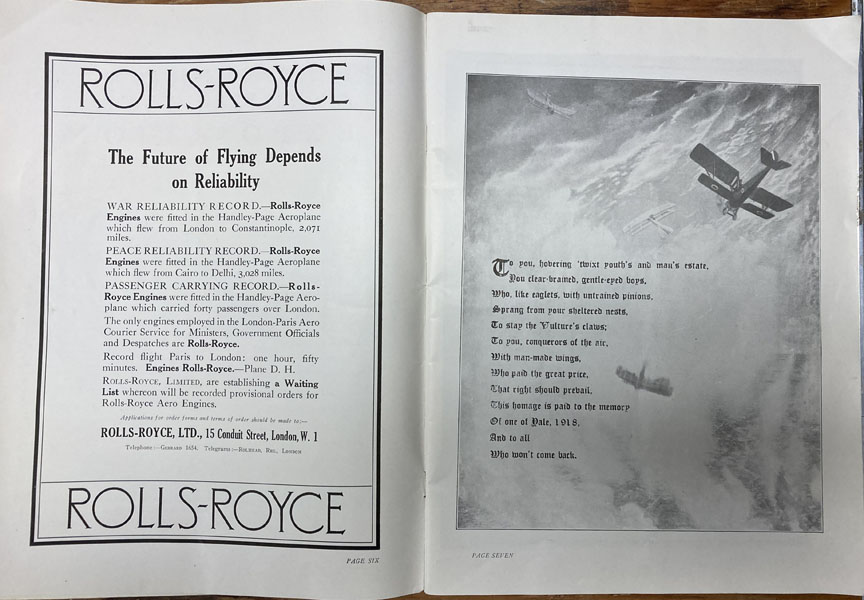 ROLLS-ROYCE
The Future of Flying Depends
on Reliability
WAR RELIABILITY RECORD.—Rolls-Royce
Engines were fitted in the Handley-Page Aeroplane
which flew from London to Constantinople, 2,071
miles.
PEACE RELIABILITY RECORD.—Rolls-Royce
Engines were fitted in the Handley-Page Aeroplane
which flew from Cairo to Delhi, 3,028 miles.
PASSENGER CARRYING RECORD.—Rolls-
Royce Engines were fitted in the Handley-Page Aero-
plane which carried forty passengers over London.
The only engines employed in the London-Paris Aero
Courier Service for Ministers, Government Officials
and Despatches are Rolls-Royce.
Record flight Paris to London: one hour, fifty
minutes. Engines Rolls-Royce.—Plane D. H.
ROLLS-ROYCE, LIMITED, are establishing a Waiting
List whereon will be recorded provisional orders for
Rolls-Royce Aero Engines.
Applications for order forms and terms of order should be made to:—
ROLLS-ROYCE, LTD., 15 Conduit Street, London, W. 1
Telephone:—GERRARD 1654. Telegrams:—ROLHEAD, REG., LONDON
ROLLS-ROYCE
PAGE SIX
To you, hovering 'twixt youth's and man's estate,
You clear-brained, gentle-eyed boys,
Who, like eaglets, with untrained pinions,
Sprang from your sheltered nests,
To stay the Vulture's claws;
To you, conquerors of the air,
With man-made wings,
Who paid the great price,
That right should prevail,
This homage is paid to the memory
Of one of Yale, 1918,
And to all
Who won't come back.
PAGE SEVEN